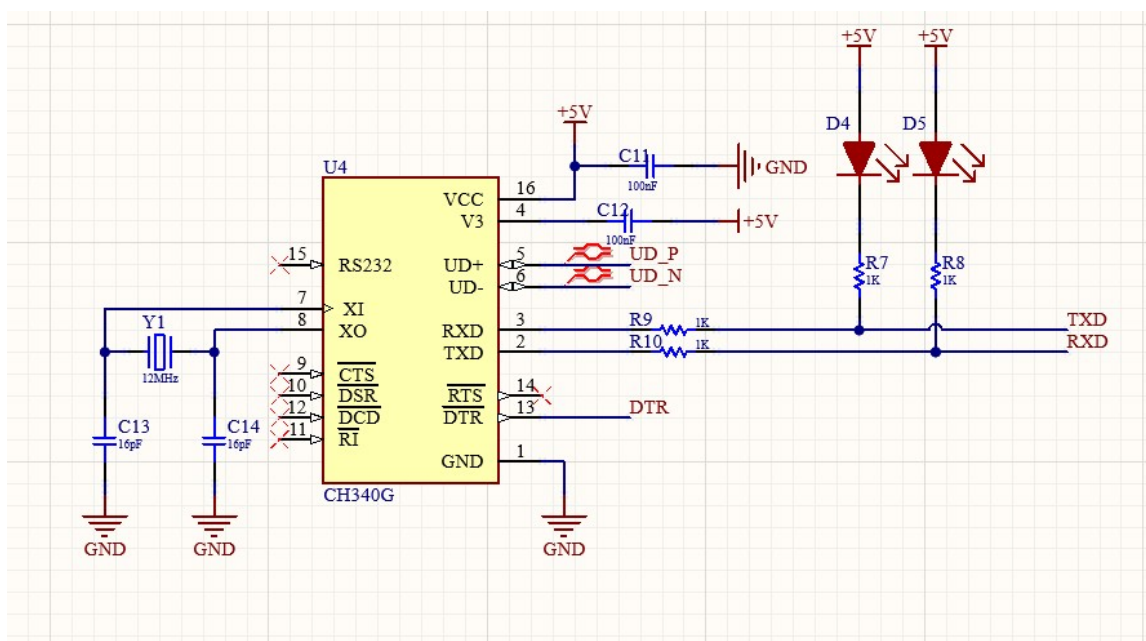 +5V
+5V
D4
D5
+5V
C11
100nF
GND
U4
VCC
16
V3
4
C12
100nF
+5V
15
RS232
UD+
5
UD_P
UD-
6
UD_N
R7
1K
R8
1K
7
XI
8
XO
Y1
12MHz
RXD
3
R9
1K
TXD
TXD
2
R10
1K
RXD
9
CTS
10
DSR
12
DCD
11
RI
RTS
14
DTR
13
DTR
C13
16pF
C14
16pF
GND
1
CH340G
GND
GND
GND